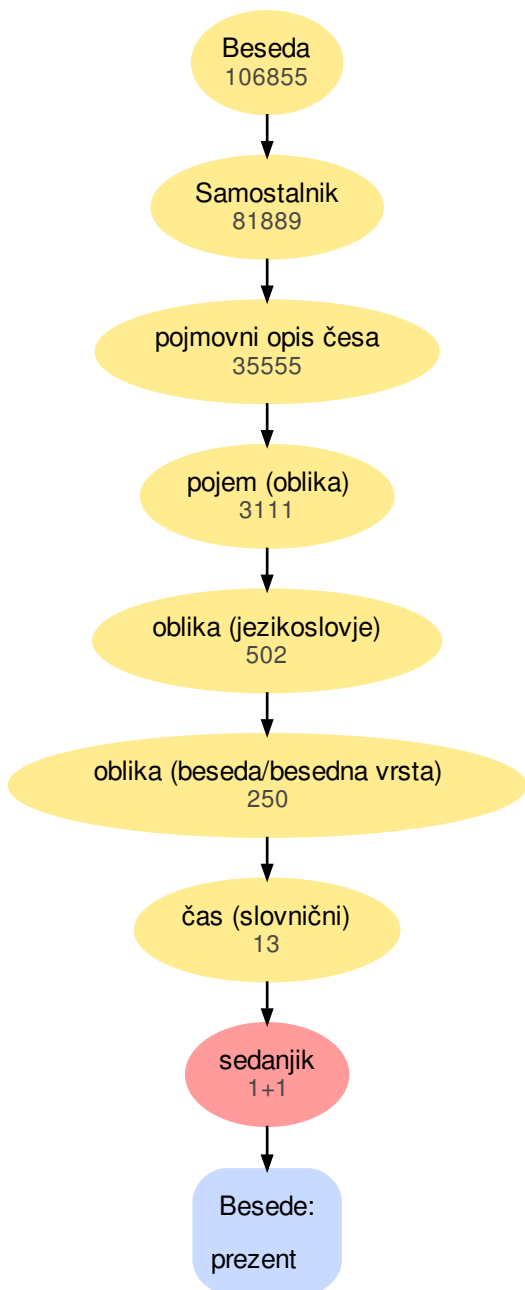 Beseda
106855
Samostalnik
81889
pojmovni opis česa
35555
pojem (oblika)
3111
oblika (jezikoslovje)
502
oblika (beseda/besedna vrsta)
250
čas (slovnični)
13
sedanjik
1+1
Besede:
prezent